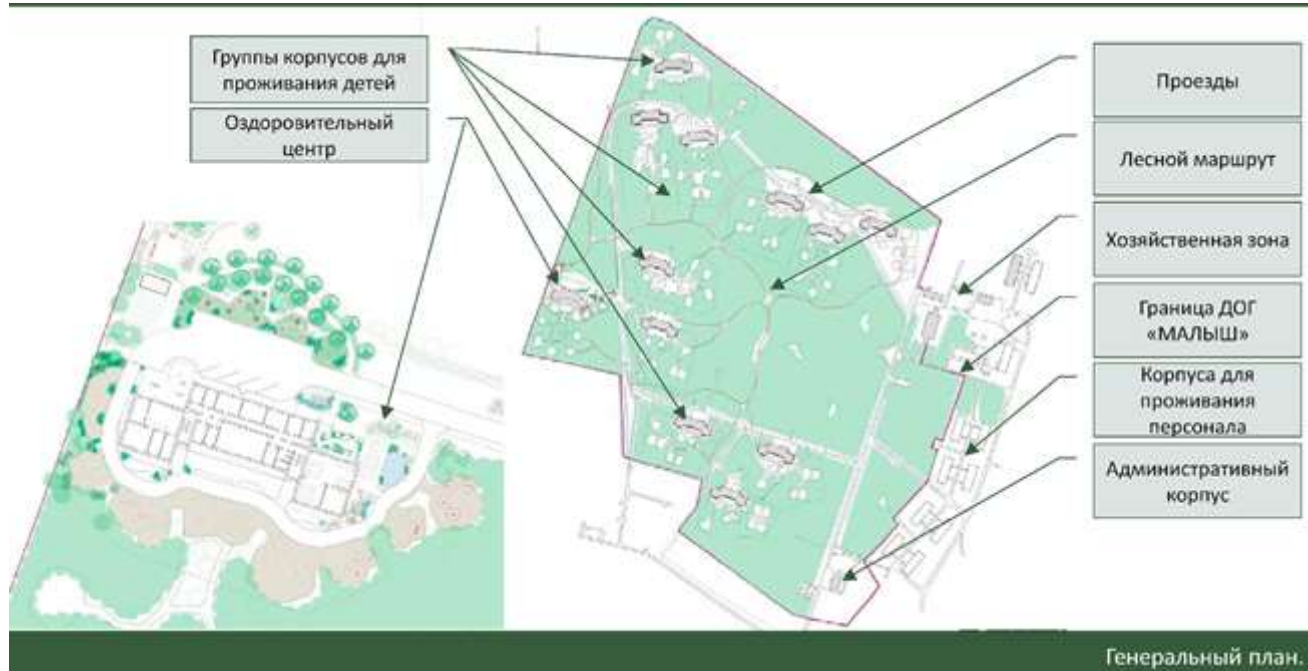 Группы корпусов для
проживания детей
Оздоровительный
центр
Проезды
Лесной маршрут
Хозяйственная зона
Граница ДОГ
«МАЛЫШ»
Корпуса для
проживания
персонала
Административный
корпус
Генеральный план.